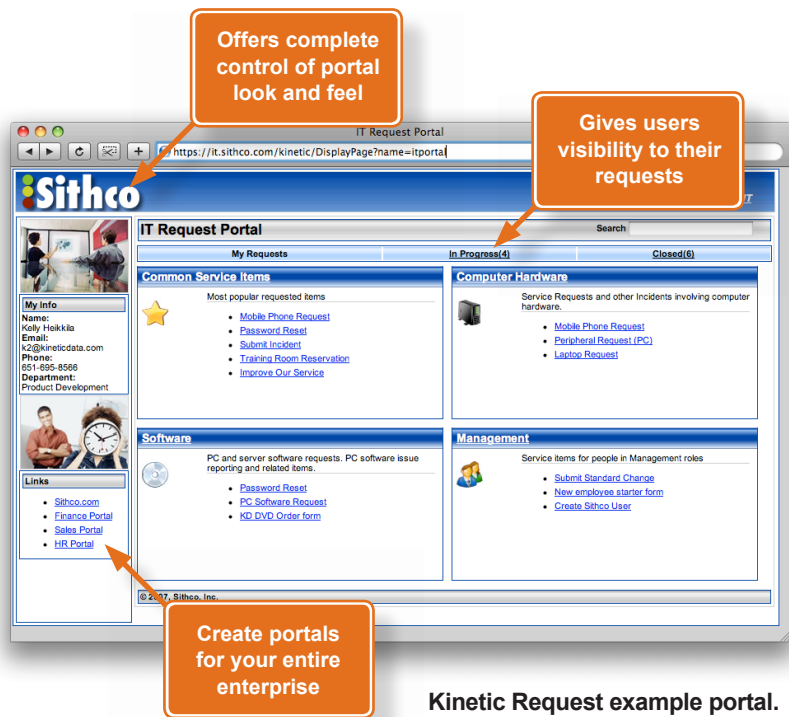 Offers complete
control of portal
look and feel
IT Request Portal
Gives users
visibility to their
requests
https://it.sithco.com/kinetic/DisplayPage?name=itportal
Sithco
IT Request Portal
Search
My Requests
In Progress(4)
Closed(6)
My Info
Name:
Kelly Heikkila
Email:
k2@kineticdata.com
Phone:
651-695-8566
Department:
Product Development
Common Service Items
Most popular requested items
Mobile Phone Request
Password Reset
Submit Incident
Training Room Reservation
Improve Our Service
Computer Hardware
Service Requests and other Incidents involving computer
hardware.
Mobile Phone Request
Peripheral Request (PC)
Laptop Request
Software
PC and server software requests. PC software issue
reporting and related items.
Password Reset
PC Software Request
KD DVD Order form
Management
Service items for people in Management roles
Submit Standard Change
New employee starter form
Create Sithco User
Links
Sithco.com
Finance Portal
Sales Portal
HR Portal
© 2007, Sithco, Inc.
Create portals
for your entire
enterprise
Kinetic Request example portal.